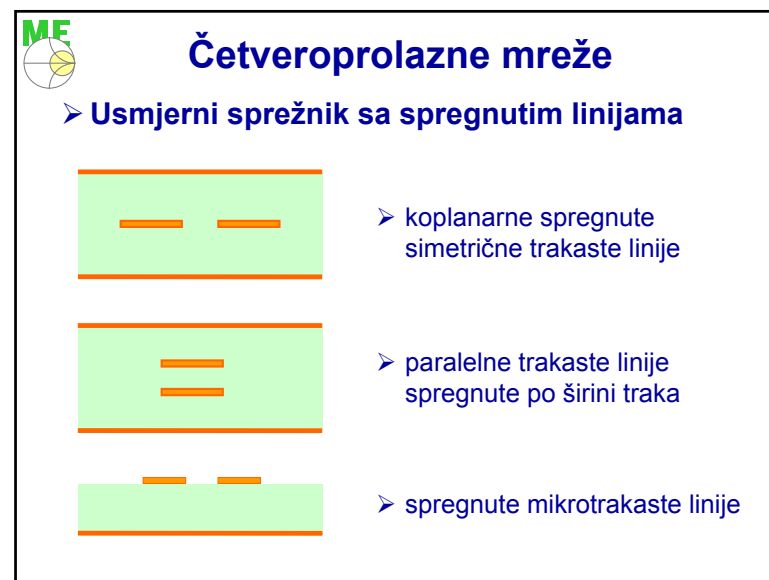 ME
Četveroprolazne mreže
➢ Usmjerni sprežnik sa spregnutim linijama
➢ koplanarne spregnute
simetrične trakaste linije
➢ paralelne trakaste linije
spregnute po širini traka
➢ spregnute mikrotrakaste linije